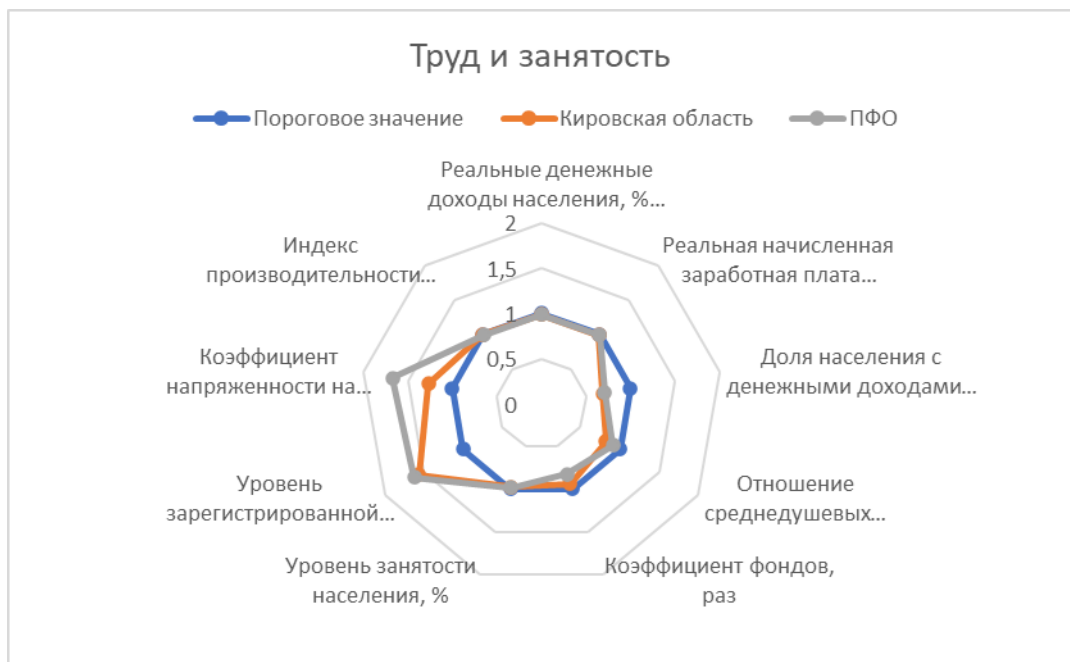 Труд и занятость
Пороговое значение
Кировская область
ПФО
Реальные денежные
доходы населения, %...
Реальная начисленная
заработная плата...
Доля населения с
денежными доходами...
Отношение
среднедушевых...
Коэффициент фондов,
раз
Уровень занятости
населения, %
Уровень
зарегистрированной...
Коэффициент
напряженности на...
Индекс
производительности...
2
1,5
1
0,5
0